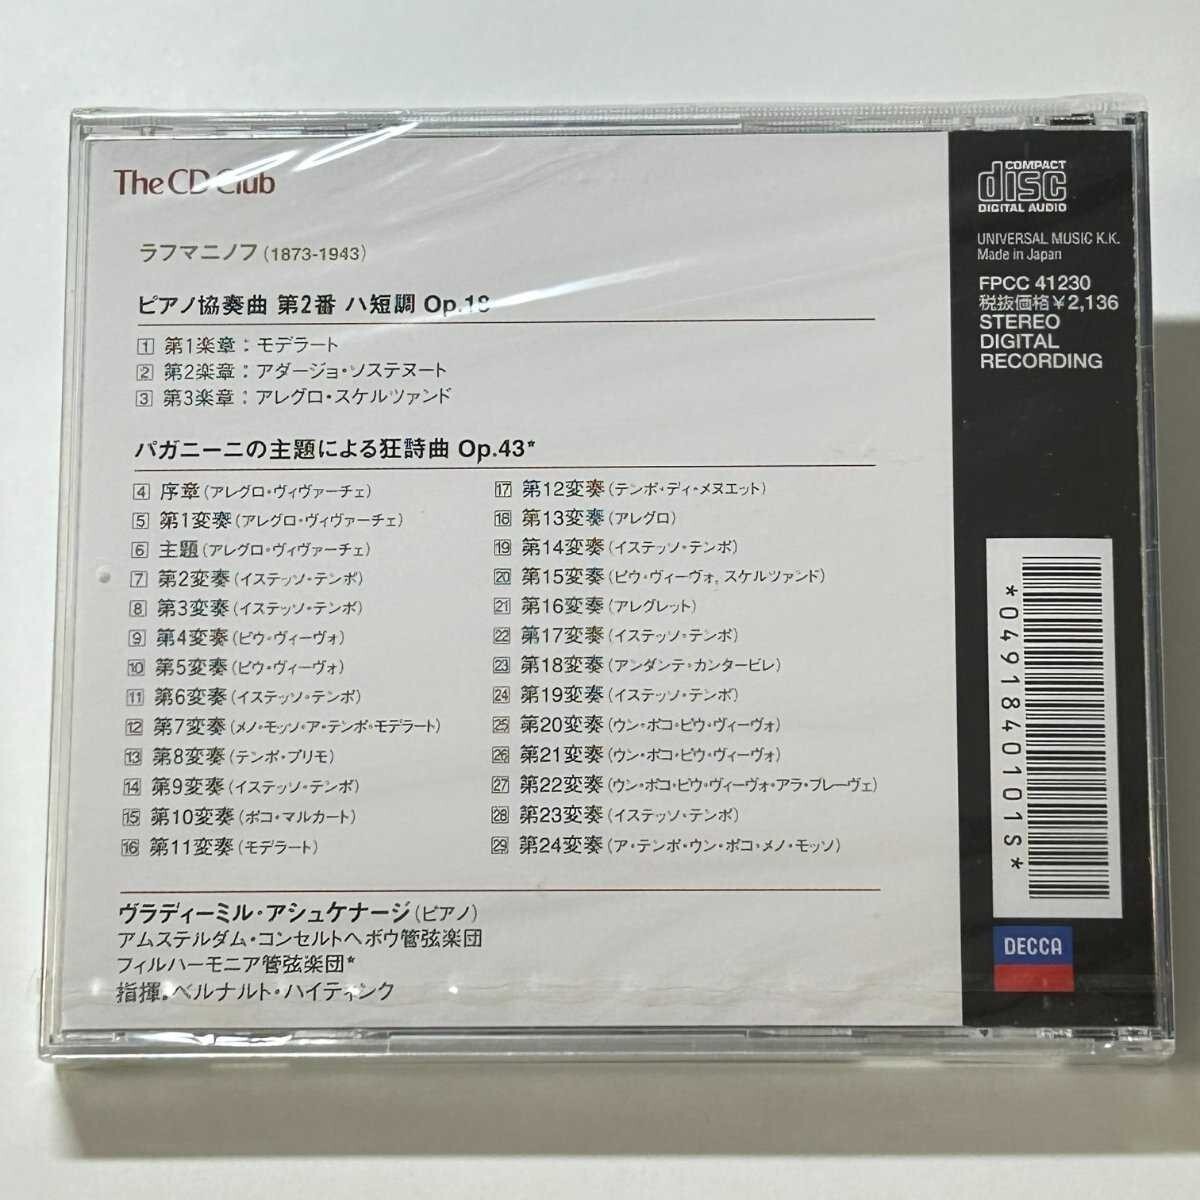 The CD Club
ラフマニノフ(1873-1943)
ピアノ協奏曲 第2番 ハ短調 Op.18
1 第1楽章：モデラート
2 第2楽章：アダージョ・ソステヌート
3 第3楽章：アレグロ・スケルツァンド
パガニーニの主題による狂詩曲 Op.43*
4 序章(アレグロ・ヴィヴァーチェ)
5 第1変奏(アレグロ・ヴィヴァーチェ)
6 主題(アレグロ・ヴィヴァーチェ)
7 第2変奏(イステッソ・テンポ)
8 第3変奏(イステッソ・テンポ)
9 第4変奏(ピウ・ヴィーヴォ)
10 第5変奏(ピウ・ヴィーヴォ)
11 第6変奏(イステッソ・テンポ)
12 第7変奏(メノ・モッソ・ア・テンポ・モデラート)
13 第8変奏(テンポ・プリモ)
14 第9変奏(イステッソ・テンポ)
15 第10変奏(ポコ・マルカート)
16 第11変奏(モデラート)
17 第12変奏(テンポ・ディ・メヌエット)
18 第13変奏(アレグロ)
19 第14変奏(イステッソ・テンポ)
20 第15変奏(ピウ・ヴィーヴォ, スケルツァンド)
21 第16変奏(アレグレット)
22 第17変奏(イステッソ・テンポ)
23 第18変奏(アンダンテ・カンタービレ)
24 第19変奏(イステッソ・テンポ)
25 第20変奏(ウン・ポコ・ピウ・ヴィーヴォ)
26 第21変奏(ウン・ポコ・ピウ・ヴィーヴォ)
27 第22変奏(ウン・ポコ・ピウ・ヴィーヴォ・アラ・ブレーヴェ)
28 第23変奏(イステッソ・テンポ)
29 第24変奏(ア・テンポ・ウン・ポコ・メノ・モッソ)
ヴラディーミル・アシュケナージ(ピアノ)
アムステルダム・コンセルトヘボウ管弦楽団
フィルハーモニア管弦楽団*
指揮：ベルナルト・ハイティンク
COMPACT
disc
DIGITAL AUDIO
UNIVERSAL MUSIC K.K.
Made in Japan
FPCC 41230
税抜価格￥2,136
STEREO
DIGITAL
RECORDING
*0491840101S*
DECCA